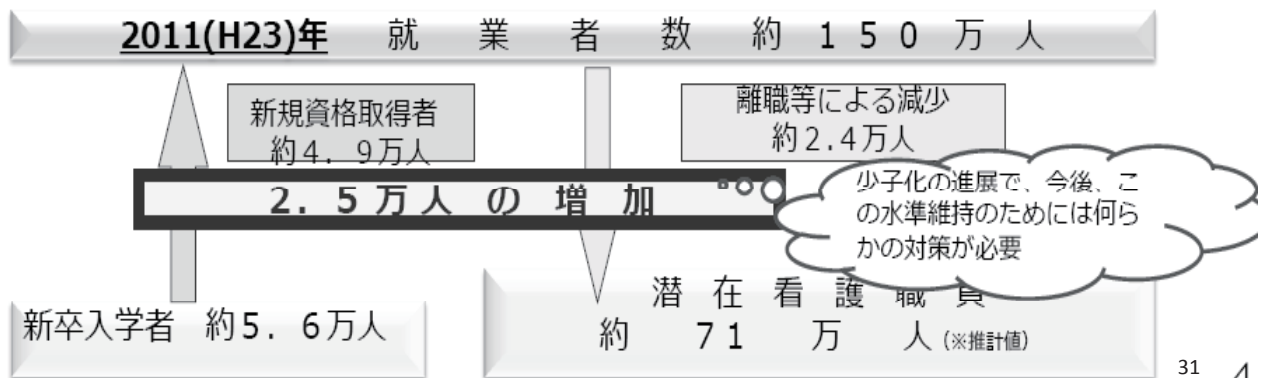 2011(H23)年 就業者数 約150万人
新規資格取得者
約4.9万人
離職等による減少
約2.4万人
2.5万人の増加
少子化の進展で、今後、こ
の水準維持のためには何ら
かの対策が必要
新卒入学者 約5.6万人
潜在看護職員
約 71 万 人(※推計値)
31